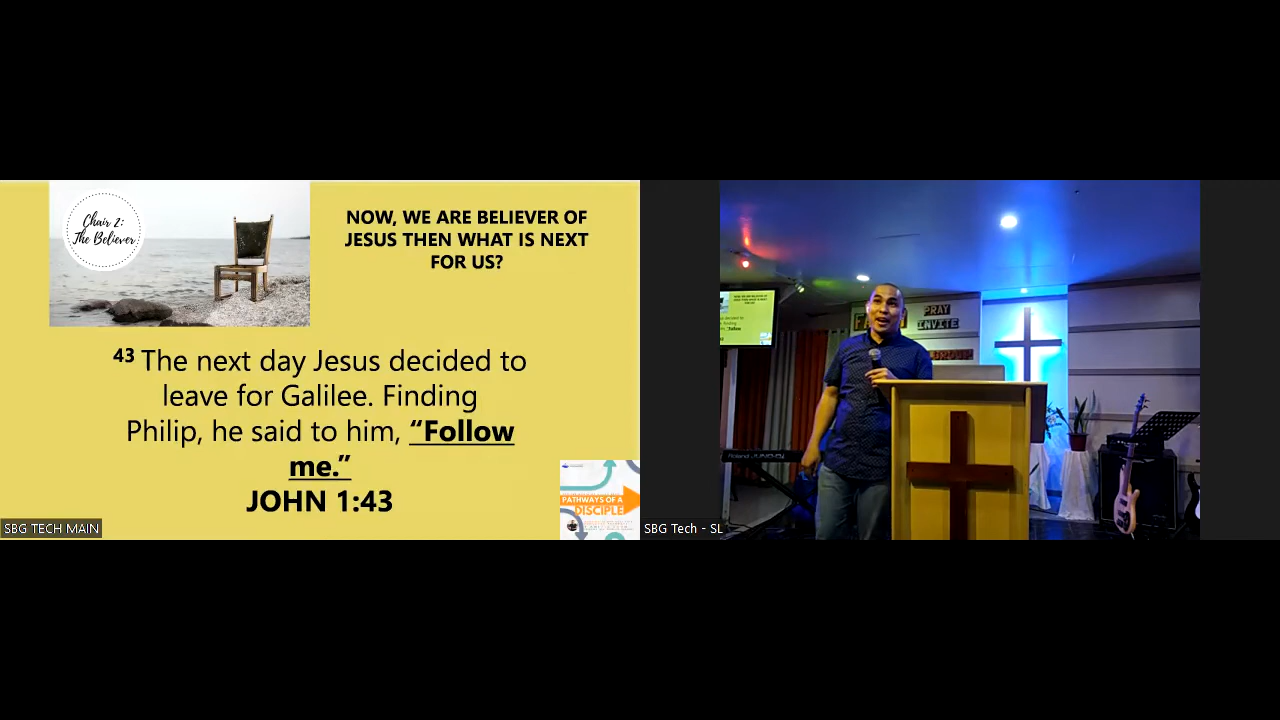 Chair 2:
The Believer
NOW, WE ARE BELIEVER OF
JESUS THEN WHAT IS NEXT
FOR US?
43 The next day Jesus decided to
leave for Galilee. Finding
Philip, he said to him, “Follow
me.”
JOHN 1:43
PATHWAYS OF A
DISCIPLE
SBG TECH MAIN
PRAY
INVITE
Roland
SBG Tech - SL